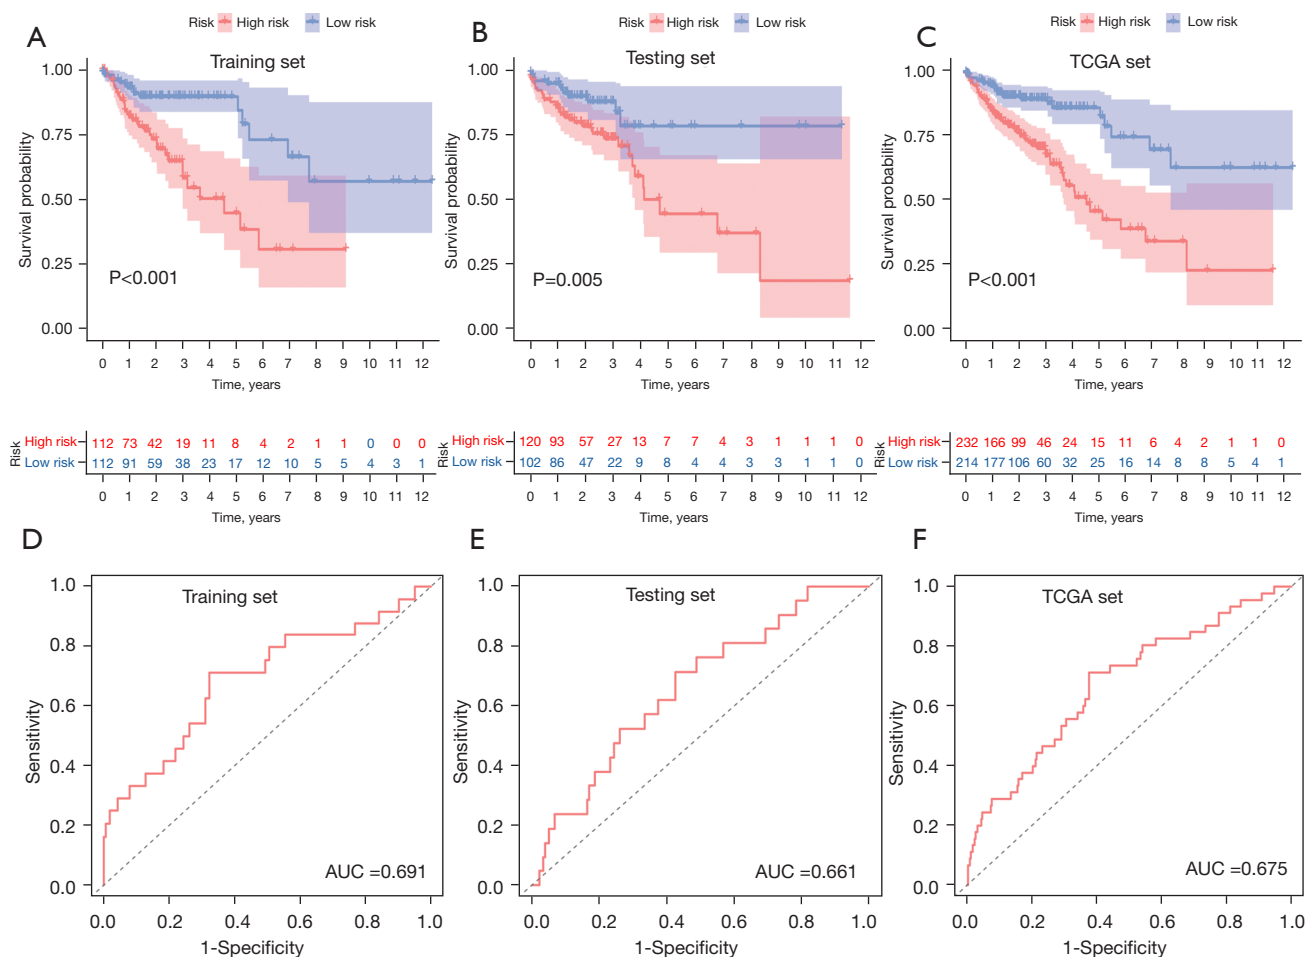 Risk High risk Low risk
A
Training set
Survival probability
1.00
0.75
0.50
0.25
0.00
P<0.001
0 1 2 3 4 5 6 7 8 9 10 11 12
Time, years
Risk
High risk 112 73 42 19 11 8 4 2 1 1 0 0 0
Low risk 112 91 59 38 23 17 12 10 5 5 4 3 1
0 1 2 3 4 5 6 7 8 9 10 11 12
Time, years
Risk High risk Low risk
B
Testing set
Survival probability
1.00
0.75
0.50
0.25
0.00
P=0.005
0 1 2 3 4 5 6 7 8 9 10 11 12
Time, years
Risk
High risk 120 93 57 27 13 7 7 4 3 1 1 1 0
Low risk 102 86 47 22 9 8 4 4 3 3 1 1 0
0 1 2 3 4 5 6 7 8 9 10 11 12
Time, years
Risk High risk Low risk
C
TCGA set
Survival probability
1.00
0.75
0.50
0.25
0.00
P<0.001
0 1 2 3 4 5 6 7 8 9 10 11 12
Time, years
Risk
High risk 232 166 99 46 24 15 11 6 4 2 1 1 0
Low risk 214 177 106 60 32 25 16 14 8 8 5 4 1
0 1 2 3 4 5 6 7 8 9 10 11 12
Time, years
D
Training set
Sensitivity
1.0
0.8
0.6
0.4
0.2
0.0
AUC =0.691
0.0 0.2 0.4 0.6 0.8 1.0
1-Specificity
E
Testing set
Sensitivity
1.0
0.8
0.6
0.4
0.2
0.0
AUC =0.661
0.0 0.2 0.4 0.6 0.8 1.0
1-Specificity
F
TCGA set
Sensitivity
1.0
0.8
0.6
0.4
0.2
0.0
AUC =0.675
0.0 0.2 0.4 0.6 0.8 1.0
1-Specificity